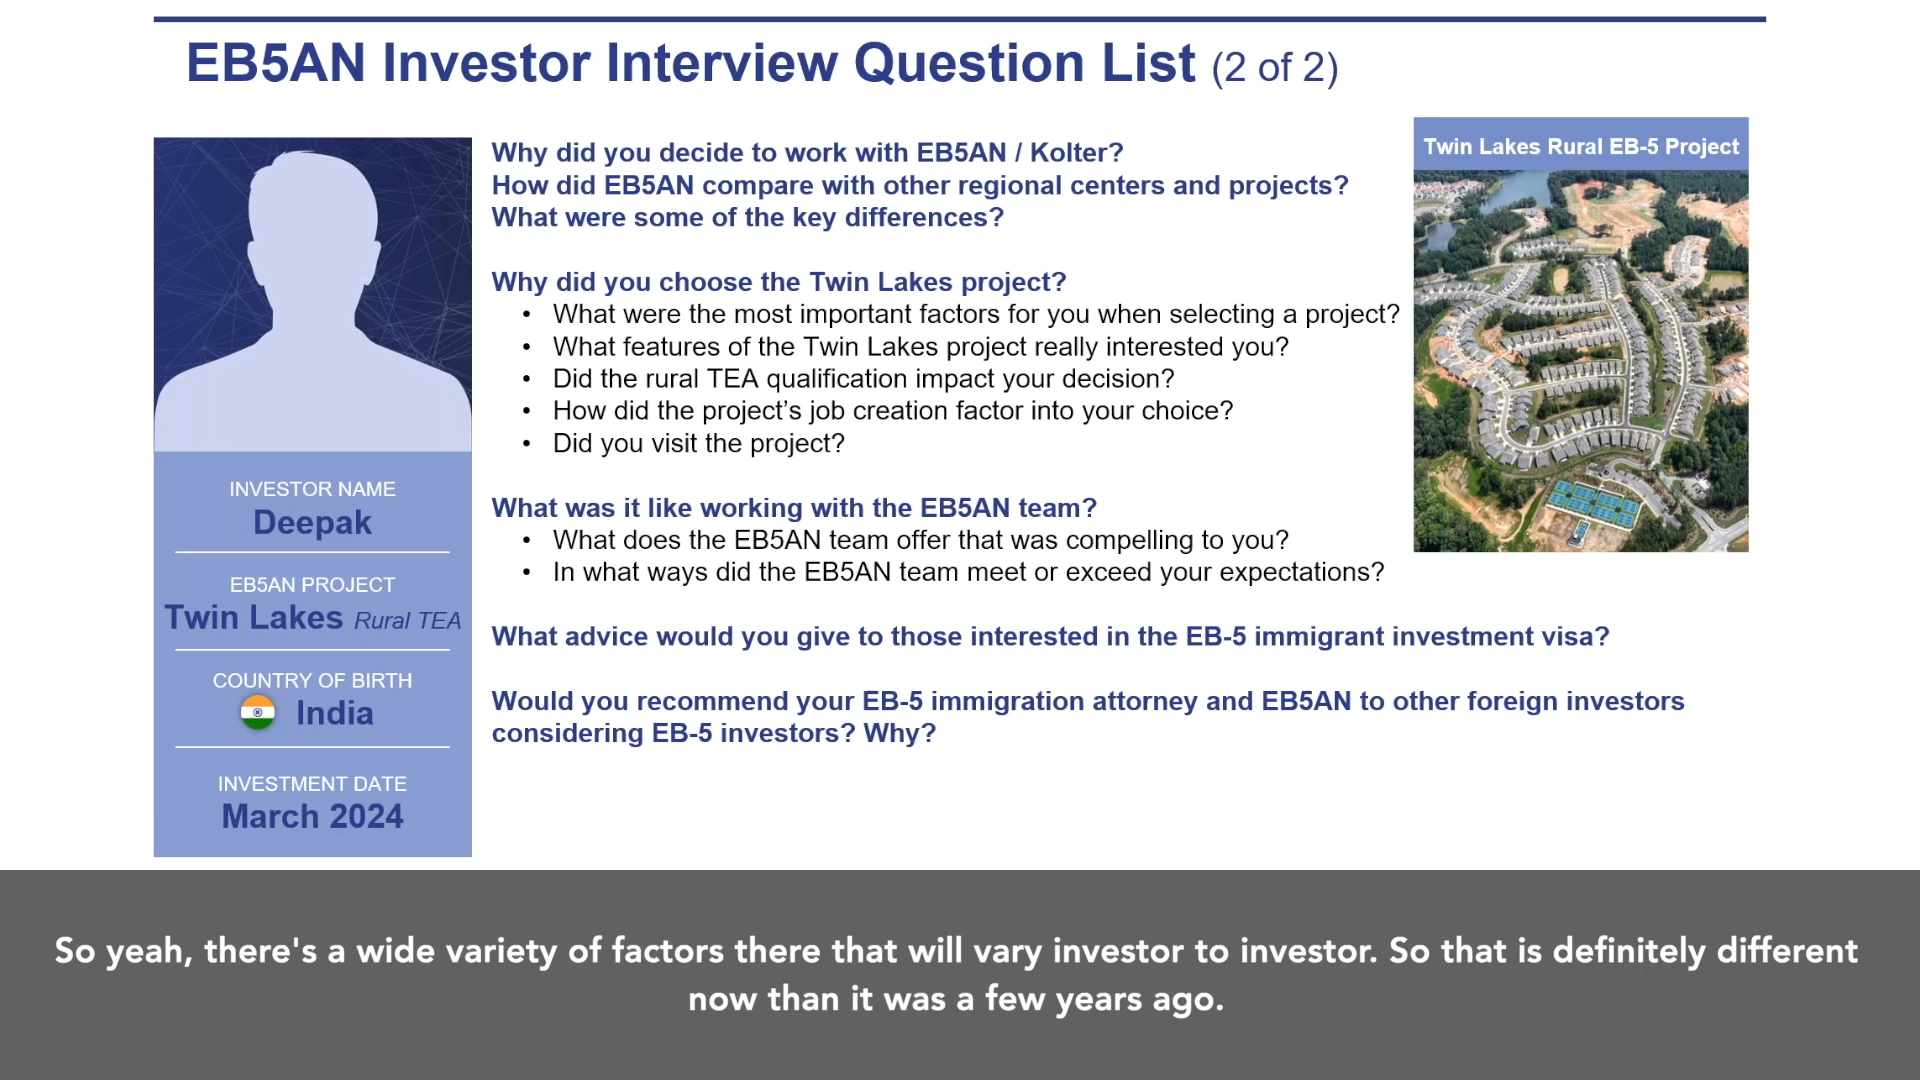 EB5AN Investor Interview Question List (2 of 2)
INVESTOR NAME
Deepak
EB5AN PROJECT
Twin Lakes Rural TEA
COUNTRY OF BIRTH
India
INVESTMENT DATE
March 2024
Why did you decide to work with EB5AN / Kolter?
How did EB5AN compare with other regional centers and projects?
What were some of the key differences?
Why did you choose the Twin Lakes project?
• What were the most important factors for you when selecting a project?
• What features of the Twin Lakes project really interested you?
• Did the rural TEA qualification impact your decision?
• How did the project’s job creation factor into your choice?
• Did you visit the project?
What was it like working with the EB5AN team?
• What does the EB5AN team offer that was compelling to you?
• In what ways did the EB5AN team meet or exceed your expectations?
What advice would you give to those interested in the EB-5 immigrant investment visa?
Would you recommend your EB-5 immigration attorney and EB5AN to other foreign investors
considering EB-5 investors? Why?
Twin Lakes Rural EB-5 Project
So yeah, there's a wide variety of factors there that will vary investor to investor. So that is definitely different
now than it was a few years ago.